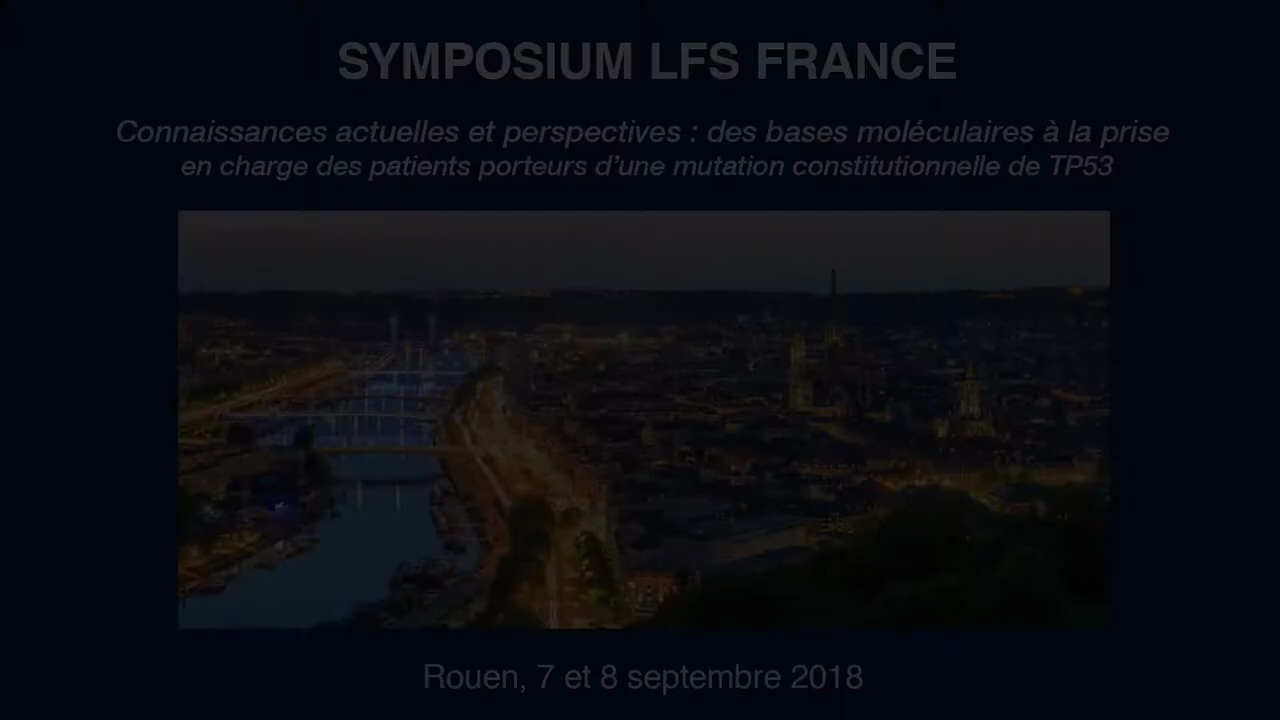 SYMPOSIUM LFS FRANCE
Connaissances actuelles et perspectives : des bases moléculaires à la prise
en charge des patients porteurs d’une mutation constitutionnelle de TP53
Rouen, 7 et 8 septembre 2018